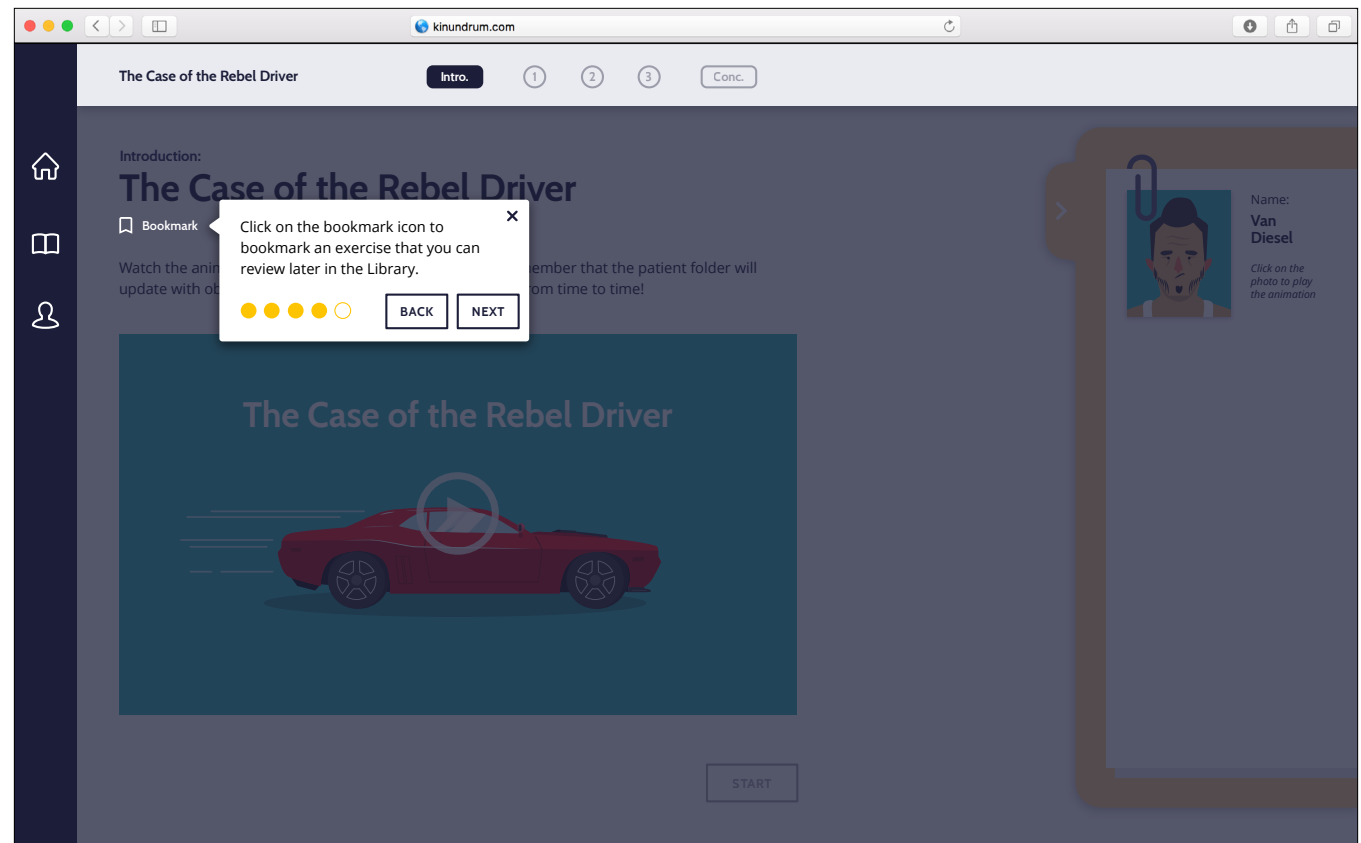 kinundrum.com
The Case of the Rebel Driver
Intro.
1
2
3
Conc.
Introduction:
The Case of the Rebel Driver
Bookmark
Click on the bookmark icon to
bookmark an exercise that you can
review later in the Library.
BACK
NEXT
Watch the anim
ember that the patient folder will
update with ob
om time to time!
The Case of the Rebel Driver
START
Name:
Van
Diesel
Click on the
photo to play
the animation